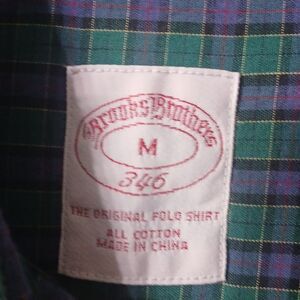 Brooks Brothers
M
346
THE ORIGINAL POLO SHIRT
ALL COTTON
MADE IN CHINA